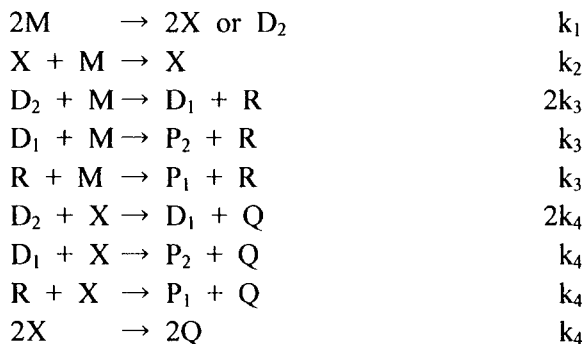 2M → 2X or D₂ k₁
X + M → X k₂
D₂ + M → D₁ + R 2k₃
D₁ + M → P₂ + R k₃
R + M → P₁ + R k₃
D₂ + X → D₁ + Q 2k₄
D₁ + X → P₂ + Q k₄
R + X → P₁ + Q k₄
2X → 2Q k₄